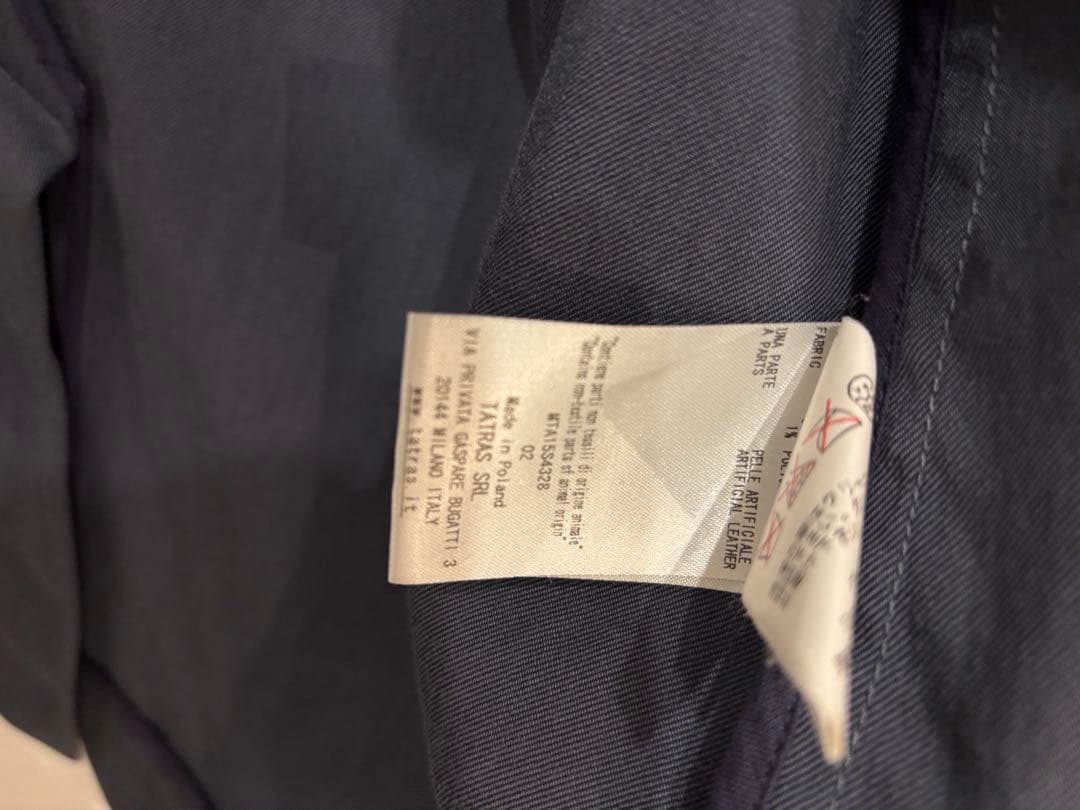 FABRIC
UNA PARTE
A PARTS
1%
PELLE ARTIFICIALE
ARTIFICIAL LEATHER
"Contiene parti non tessili di origine animale"
"Contains non-textile parts of animal origin"
MTA15S4328
02
Made in Poland
TATRAS SRL
VIA PRIVATA GASPARE BUGATTI 3
20144 MILANO ITALY
www.tatras.it